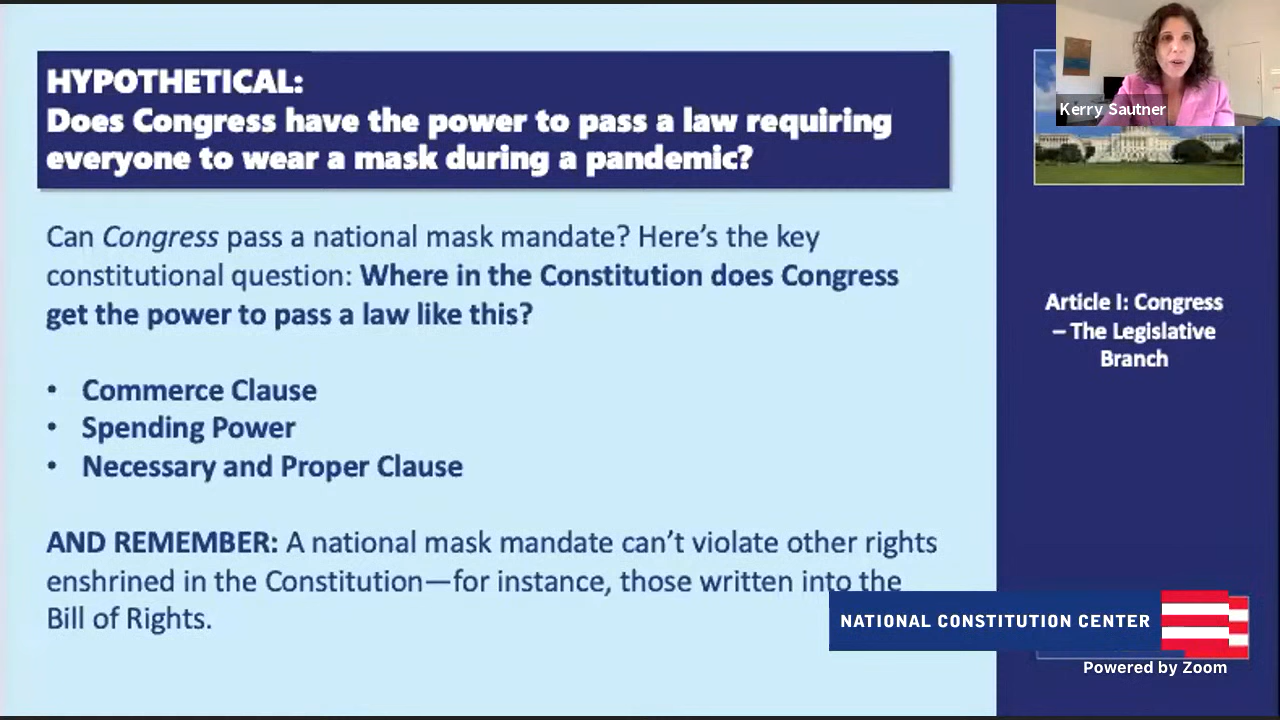 HYPOTHETICAL:
Does Congress have the power to pass a law requiring
everyone to wear a mask during a pandemic?
Can Congress pass a national mask mandate? Here’s the key
constitutional question: Where in the Constitution does Congress
get the power to pass a law like this?
• Commerce Clause
• Spending Power
• Necessary and Proper Clause
AND REMEMBER: A national mask mandate can’t violate other rights
enshrined in the Constitution—for instance, those written into the
Bill of Rights.
Kerry Sautner
Article I: Congress
– The Legislative
Branch
NATIONAL CONSTITUTION CENTER
Powered by Zoom